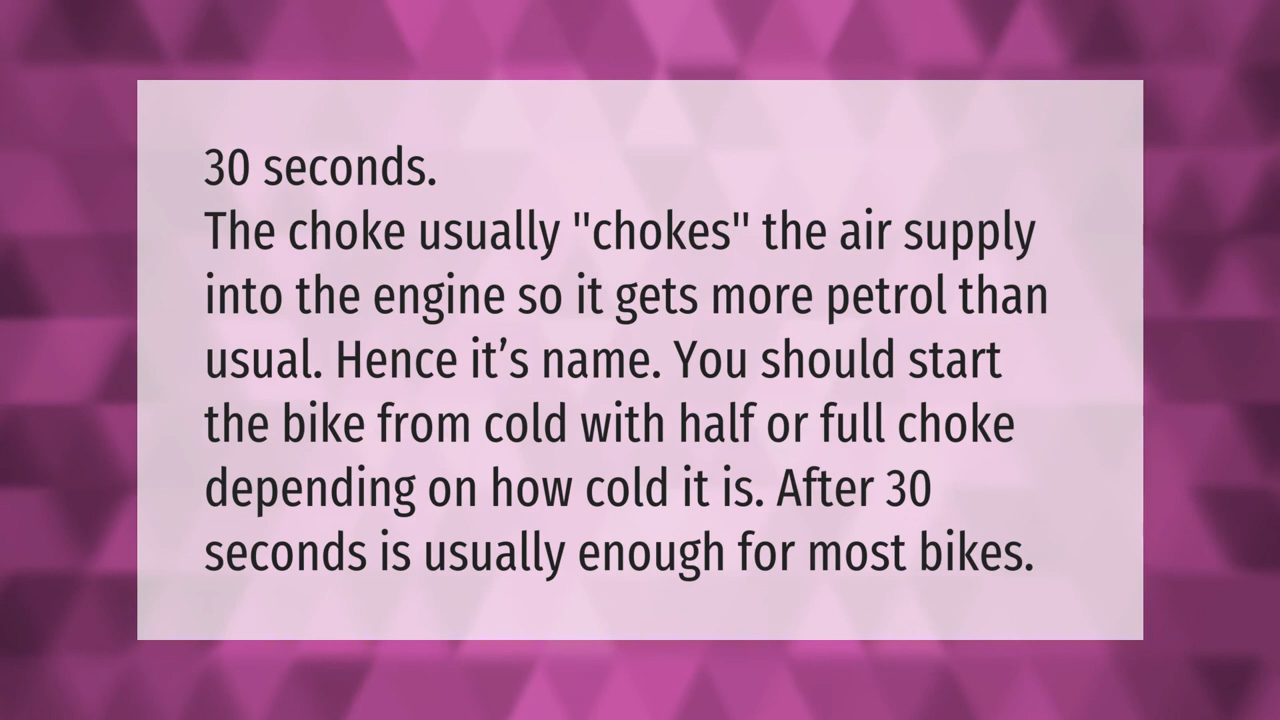 30 seconds.
The choke usually "chokes" the air supply
into the engine so it gets more petrol than
usual. Hence it’s name. You should start
the bike from cold with half or full choke
depending on how cold it is. After 30
seconds is usually enough for most bikes.